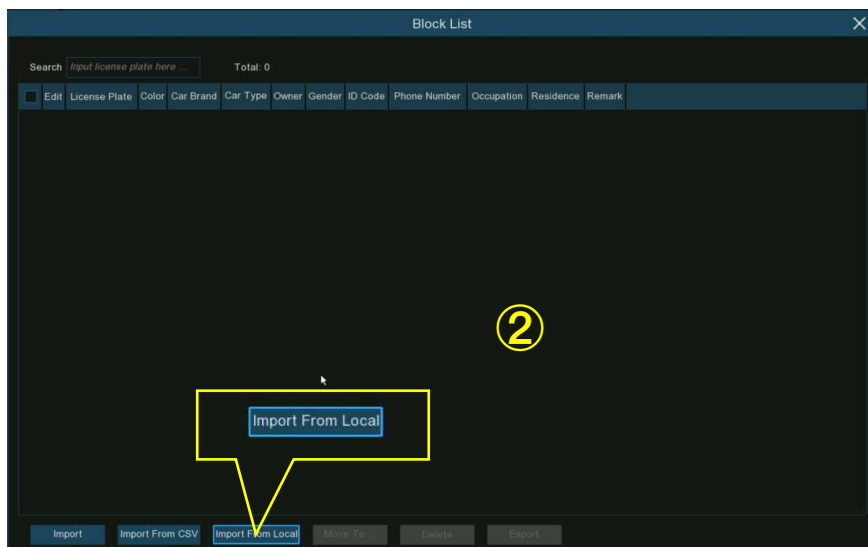 Block List
Search Input license plate here ... Total: 0
Edit License Plate Color Car Brand Car Type Owner Gender ID Code Phone Number Occupation Residence Remark
②
Import From Local
Import Import From CSV Import From Local Move To... Delete Export